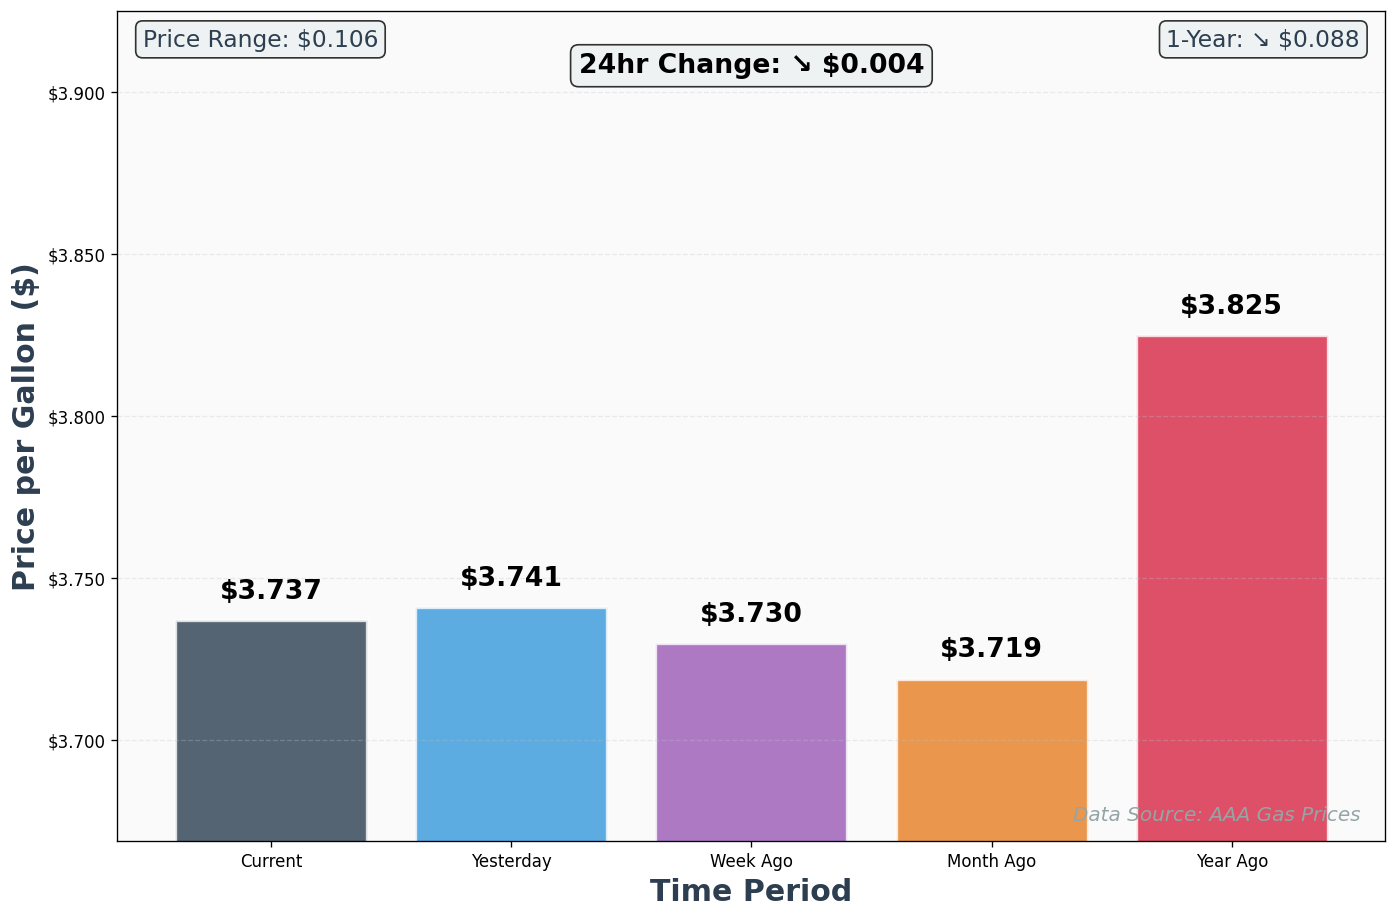 Price Range: $0.106
24hr Change: ↘ $0.004
1-Year: ↘ $0.088
Price per Gallon ($)
$3.900
$3.850
$3.800
$3.750
$3.700
$3.737
$3.741
$3.730
$3.719
$3.825
Data Source: AAA Gas Prices
Current
Yesterday
Week Ago
Month Ago
Year Ago
Time Period